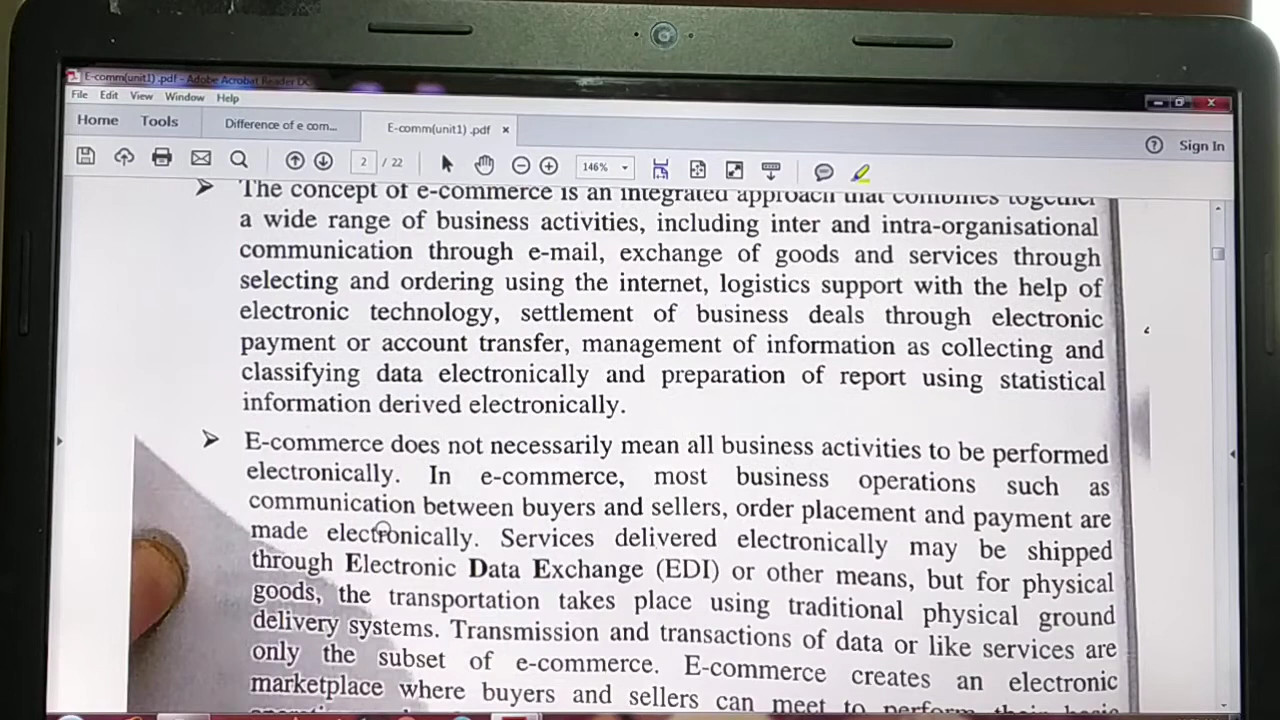 E-comm(unit1) .pdf - Adobe Acrobat Reader DC
File Edit View Window Help
Home Tools Difference of e com... E-comm(unit1) .pdf × Sign In
2 / 22 146%
The concept of e-commerce is an integrated approach that combines together
a wide range of business activities, including inter and intra-organisational
communication through e-mail, exchange of goods and services through
selecting and ordering using the internet, logistics support with the help of
electronic technology, settlement of business deals through electronic
payment or account transfer, management of information as collecting and
classifying data electronically and preparation of report using statistical
information derived electronically.
E-commerce does not necessarily mean all business activities to be performed
electronically. In e-commerce, most business operations such as
communication between buyers and sellers, order placement and payment are
made electronically. Services delivered electronically may be shipped
through Electronic Data Exchange (EDI) or other means, but for physical
goods, the transportation takes place using traditional physical ground
delivery systems. Transmission and transactions of data or like services are
only the subset of e-commerce. E-commerce creates an electronic
marketplace where buyers and sellers can meet to perform their basic